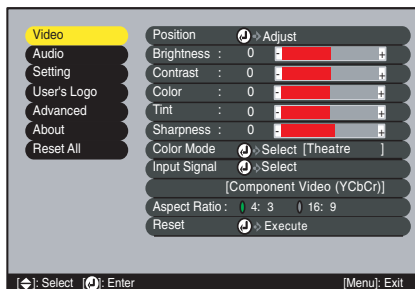 Video
Audio
Setting
User's Logo
Advanced
About
Reset All
Position Adjust
Brightness : 0 - +
Contrast : 0 - +
Color : 0 - +
Tint : 0 - +
Sharpness : 0 - +
Color Mode Select [Theatre ]
Input Signal Select
[Component Video (YCbCr)]
Aspect Ratio : 4: 3 16: 9
Reset Execute
[ ]: Select [ ]: Enter [Menu]: Exit